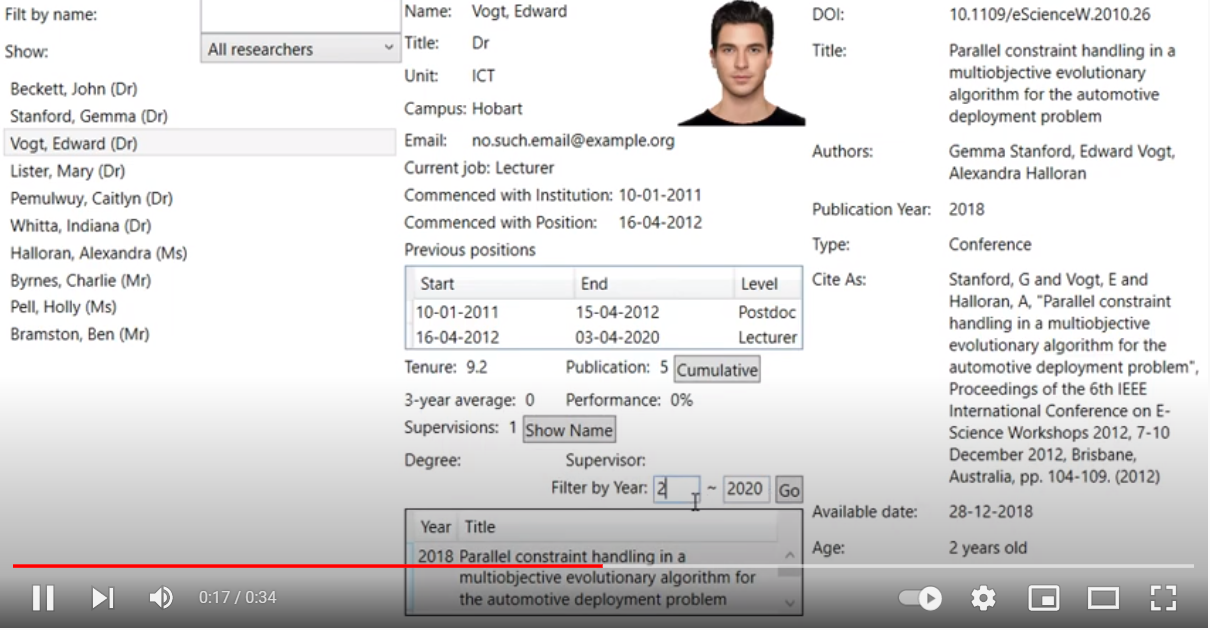 Filt by name:
Show:
All researchers
Beckett, John (Dr)
Stanford, Gemma (Dr)
Vogt, Edward (Dr)
Lister, Mary (Dr)
Pemulwuy, Caitlyn (Dr)
Whitta, Indiana (Dr)
Halloran, Alexandra (Ms)
Byrnes, Charlie (Mr)
Pell, Holly (Ms)
Bramston, Ben (Mr)
Name: Vogt, Edward
Title: Dr
Unit: ICT
Campus: Hobart
Email: no.such.email@example.org
Current job: Lecturer
Commenced with Institution: 10-01-2011
Commenced with Position: 16-04-2012
Previous positions
Start End Level
10-01-2011 15-04-2012 Postdoc
16-04-2012 03-04-2020 Lecturer
Tenure: 9.2 Publication: 5 Cumulative
3-year average: 0 Performance: 0%
Supervisions: 1 Show Name
Degree: Supervisor:
Filter by Year: 2 ~ 2020 Go
Year Title
2018 Parallel constraint handling in a
multiobjective evolutionary algorithm for
the automotive deployment problem
DOI: 10.1109/eScienceW.2010.26
Title: Parallel constraint handling in a
multiobjective evolutionary
algorithm for the automotive
deployment problem
Authors: Gemma Stanford, Edward Vogt,
Alexandra Halloran
Publication Year: 2018
Type: Conference
Cite As: Stanford, G and Vogt, E and
Halloran, A, "Parallel constraint
handling in a multiobjective
evolutionary algorithm for the
automotive deployment problem",
Proceedings of the 6th IEEE
International Conference on E-
Science Workshops 2012, 7-10
December 2012, Brisbane,
Australia, pp. 104-109. (2012)
Available date: 28-12-2018
Age: 2 years old
0:17 / 0:34